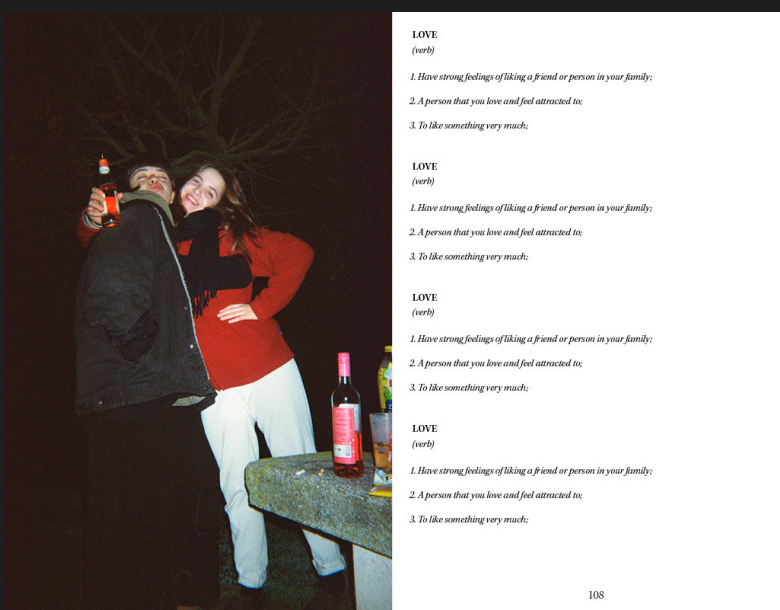 LOVE
(verb)
1. Have strong feelings of liking a friend or person in your family;
2. A person that you love and feel attracted to;
3. To like something very much;
LOVE
(verb)
1. Have strong feelings of liking a friend or person in your family;
2. A person that you love and feel attracted to;
3. To like something very much;
LOVE
(verb)
1. Have strong feelings of liking a friend or person in your family;
2. A person that you love and feel attracted to;
3. To like something very much;
LOVE
(verb)
1. Have strong feelings of liking a friend or person in your family;
2. A person that you love and feel attracted to;
3. To like something very much;
108